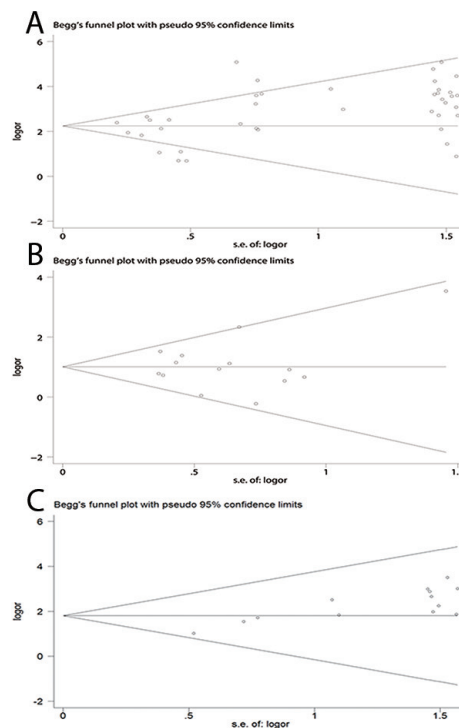 A
Begg's funnel plot with pseudo 95% confidence limits
6
4
2
0
−2
logor
0
.5
1
1.5
s.e. of: logor
B
Begg's funnel plot with pseudo 95% confidence limits
4
2
0
−2
logor
0
.5
1
1.
s.e. of: logor
C
Begg's funnel plot with pseudo 95% confidence limits
6
4
2
0
-2
logor
0
.5
1
1.5
s.e. of: logor